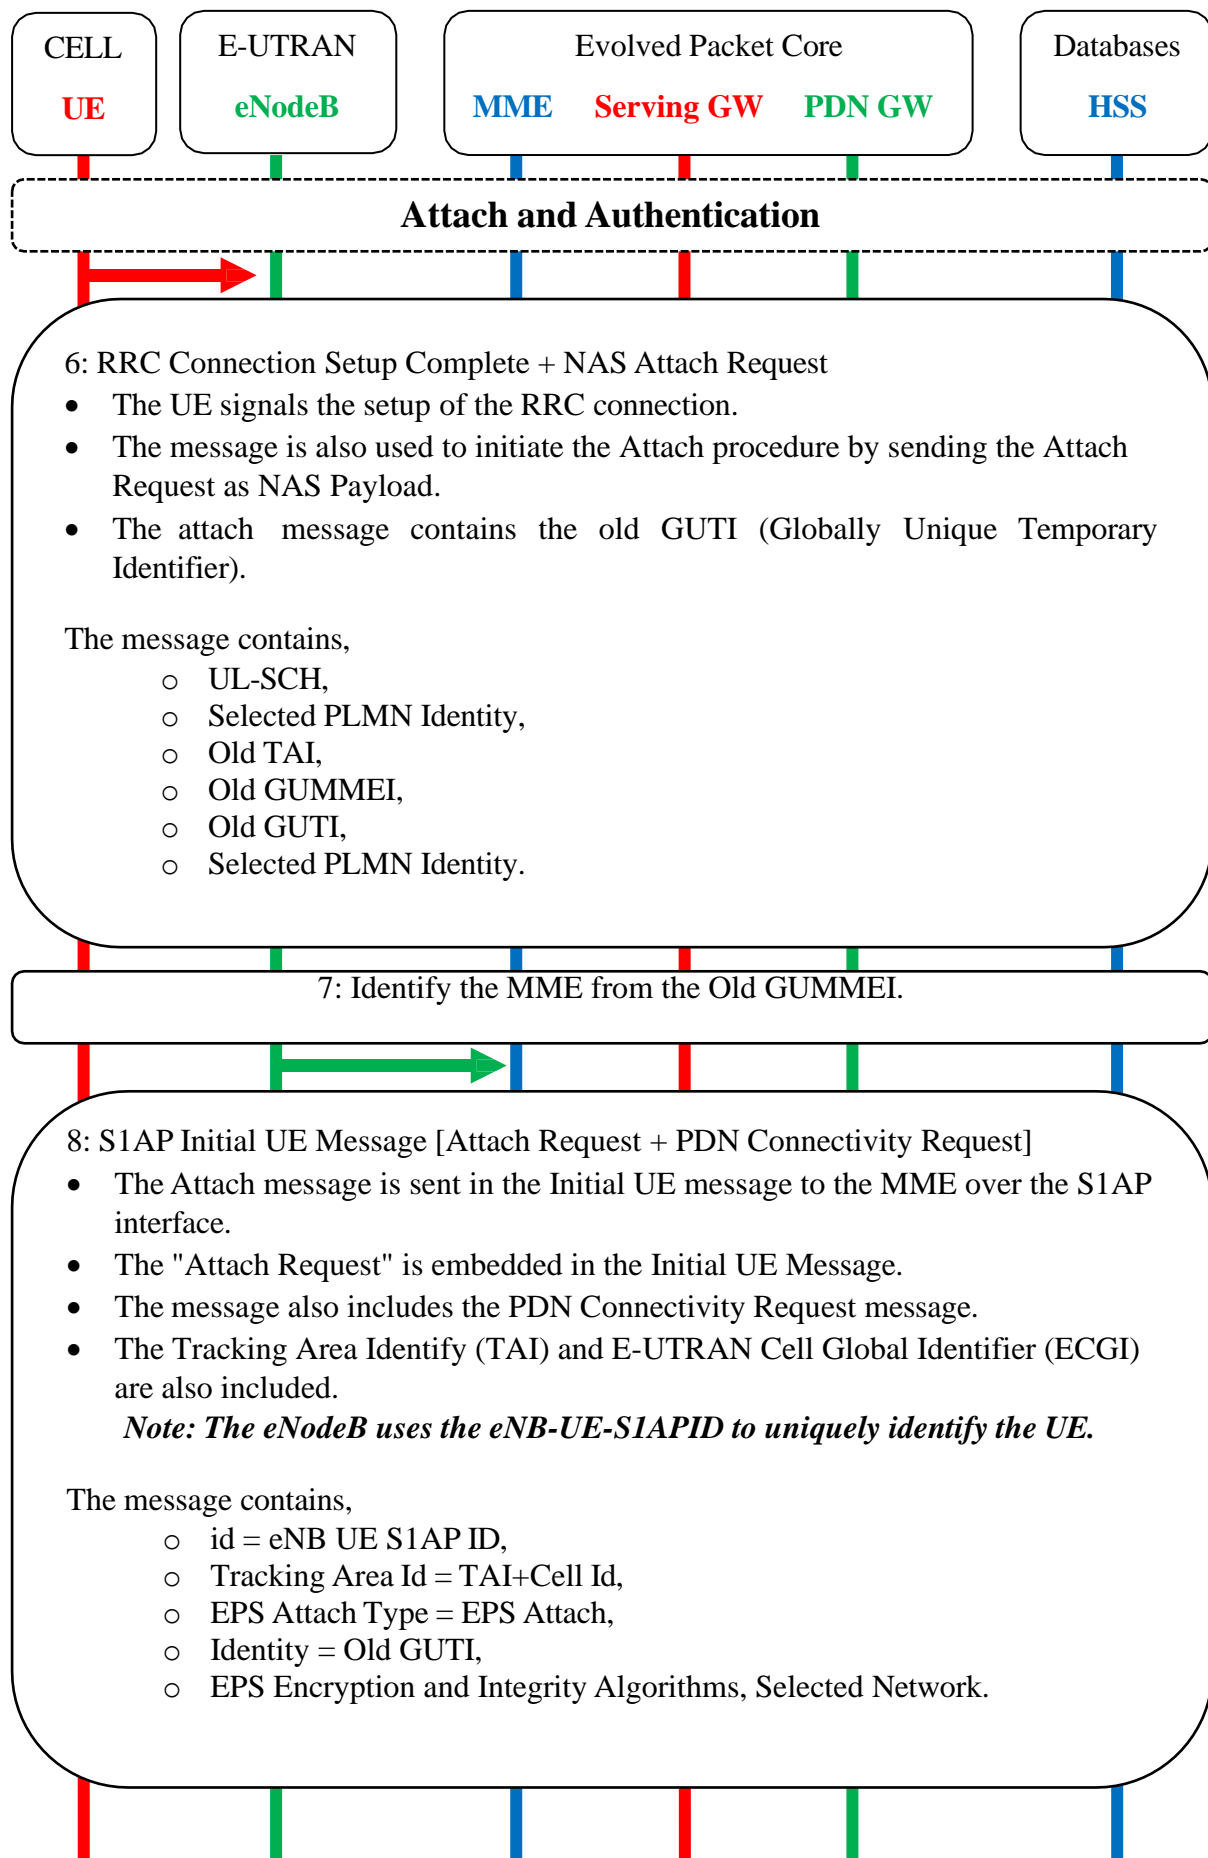 CELL
E-UTRAN
Evolved Packet Core
Databases
UE
eNodeB
MME
Serving GW
PDN GW
HSS
Attach and Authentication
6: RRC Connection Setup Complete + NAS Attach Request
• The UE signals the setup of the RRC connection.
• The message is also used to initiate the Attach procedure by sending the Attach
Request as NAS Payload.
• The attach message contains the old GUTI (Globally Unique Temporary
Identifier).
The message contains,
o UL-SCH,
o Selected PLMN Identity,
o Old TAI,
o Old GUMMEI,
o Old GUTI,
o Selected PLMN Identity.
7: Identify the MME from the Old GUMMEI.
8: S1AP Initial UE Message [Attach Request + PDN Connectivity Request]
• The Attach message is sent in the Initial UE message to the MME over the S1AP
interface.
• The "Attach Request" is embedded in the Initial UE Message.
• The message also includes the PDN Connectivity Request message.
• The Tracking Area Identify (TAI) and E-UTRAN Cell Global Identifier (ECGI)
are also included.
Note: The eNodeB uses the eNB-UE-S1APID to uniquely identify the UE.
The message contains,
o id = eNB UE S1AP ID,
o Tracking Area Id = TAI+Cell Id,
o EPS Attach Type = EPS Attach,
o Identity = Old GUTI,
o EPS Encryption and Integrity Algorithms, Selected Network.